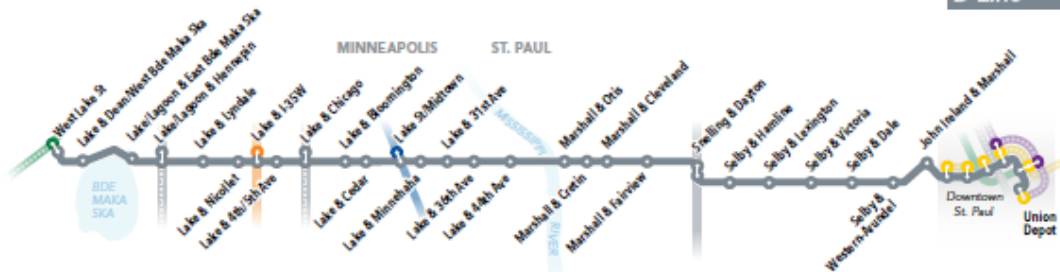 B Line
MINNEAPOLIS
ST. PAUL
West Lake St
Lake & Dean/West Bde Maka Ska
Lake/Lagoon & East Bde Maka Ska
Lake/Lagoon & Hennepin
Lake & Lyndale
Lake & Nicollet
Lake & I-35W
Lake & 4th/5th Ave
Lake & Chicago
Lake & Bloomington
Lake & Cedar
Lake St/Midtown
Lake & Minnehaha
Lake & 31st Ave
Lake & 36th Ave
Lake & 44th Ave
MISSISSIPPI
RIVER
BDE
MAKA
SKA
Marshall & Otis
Marshall & Cretin
Marshall & Cleveland
Marshall & Fairview
Snelling & Dayton
Selby & Hamline
Selby & Lexington
Selby & Victoria
Selby & Dale
Selby &
Western-Arundel
John Ireland & Marshall
Downtown
St. Paul
Union
Depot